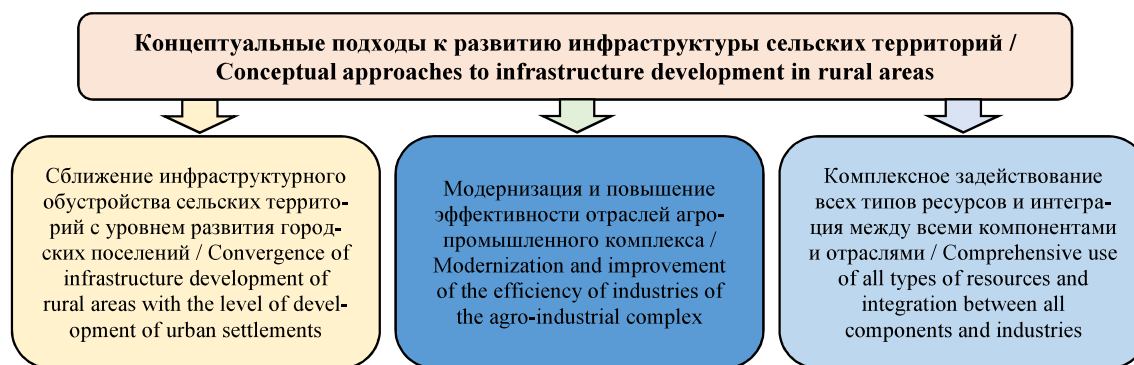 Концептуальные подходы к развитию инфраструктуры сельских территорий /
Conceptual approaches to infrastructure development in rural areas
Сближение инфраструктурного
обустройства сельских территo-
рий с уровнем развития город-
ских поселений / Convergence of
infrastructure development of
rural areas with the level of devel-
opment of urban settlements
Модернизация и повышение
эффективности отраслей агро-
промышленного комплекса /
Modernization and improvement
of the efficiency of industries of
the agro-industrial complex
Комплексное задействование
всех типов ресурсов и интегра-
ция между всеми компонентами
и отраслями / Comprehensive use
of all types of resources and
integration between all
components and industries